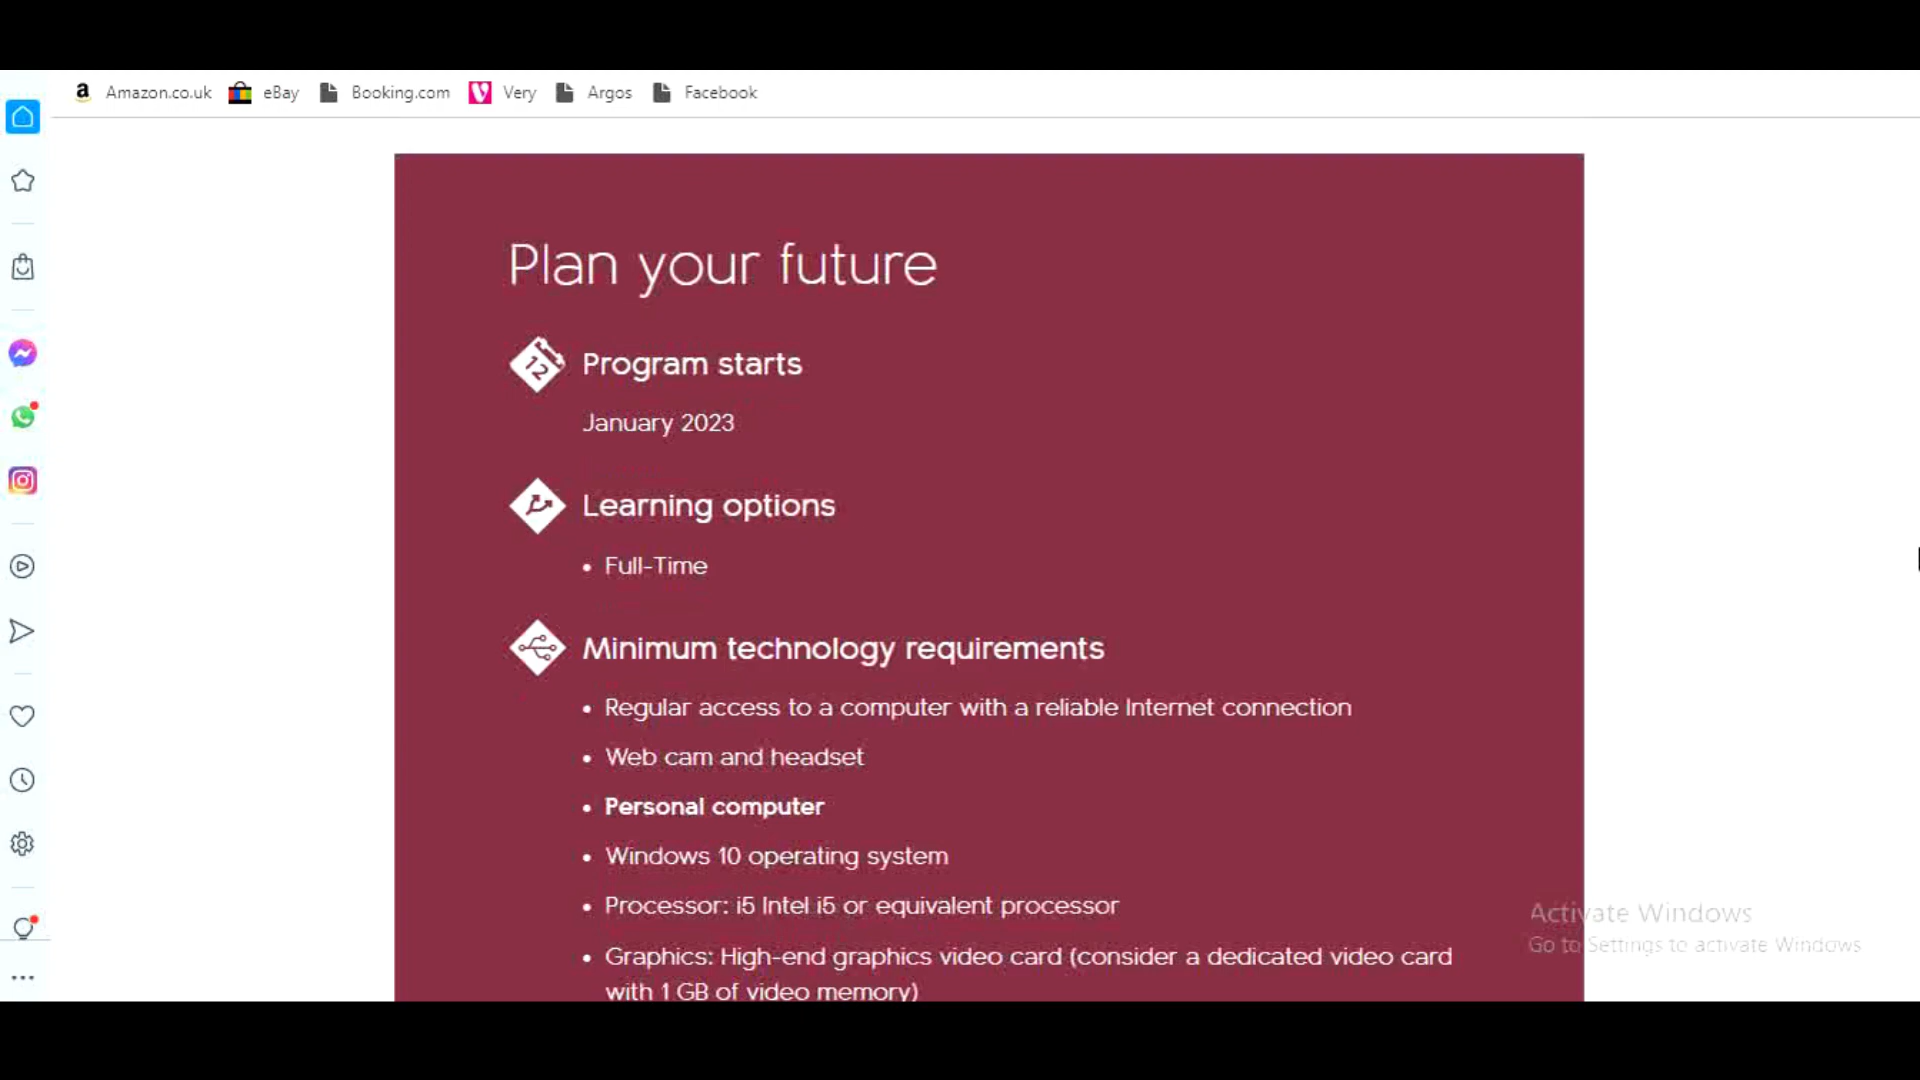 Amazon.co.uk eBay Booking.com Very Argos Facebook
Plan your future
12 Program starts
January 2023
Learning options
• Full-Time
Minimum technology requirements
• Regular access to a computer with a reliable Internet connection
• Web cam and headset
• Personal computer
• Windows 10 operating system
• Processor: i5 Intel i5 or equivalent processor
• Graphics: High-end graphics video card (consider a dedicated video card
with 1 GB of video memory)
Activate Windows
Go to Settings to activate Windows